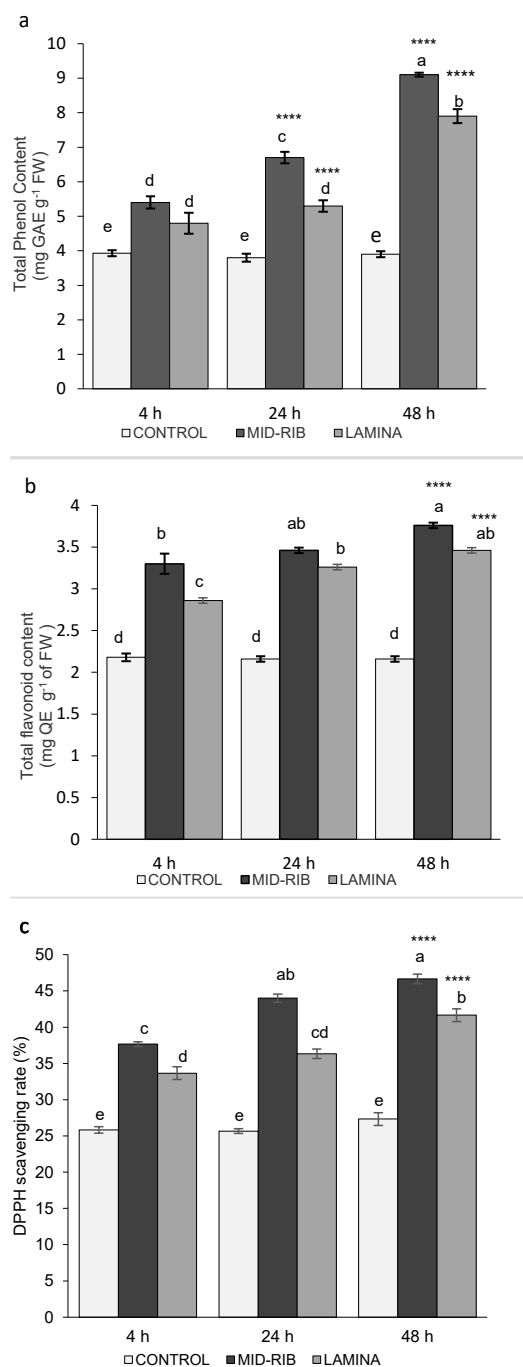 a
Total Phenol Content
(mg GAE g-1 FW)
10
9
8
7
6
5
4
3
2
1
0
e
d
d
e
****
c
****
d
e
****
a
****
b
4 h
24 h
48 h
CONTROL
MID-RIB
LAMINA
b
Total flavonoid content
(mg QE g-1 of FW )
4
3.5
3
2.5
2
1.5
1
0.5
0
d
b
c
d
ab
b
d
****
a
****
ab
4 h
24 h
48 h
CONTROL
MID-RIB
LAMINA
c
DPPH scavenging rate (%)
50
45
40
35
30
25
20
15
10
5
0
e
c
d
e
ab
cd
e
****
a
****
b
4 h
24 h
48 h
CONTROL
MID-RIB
LAMINA